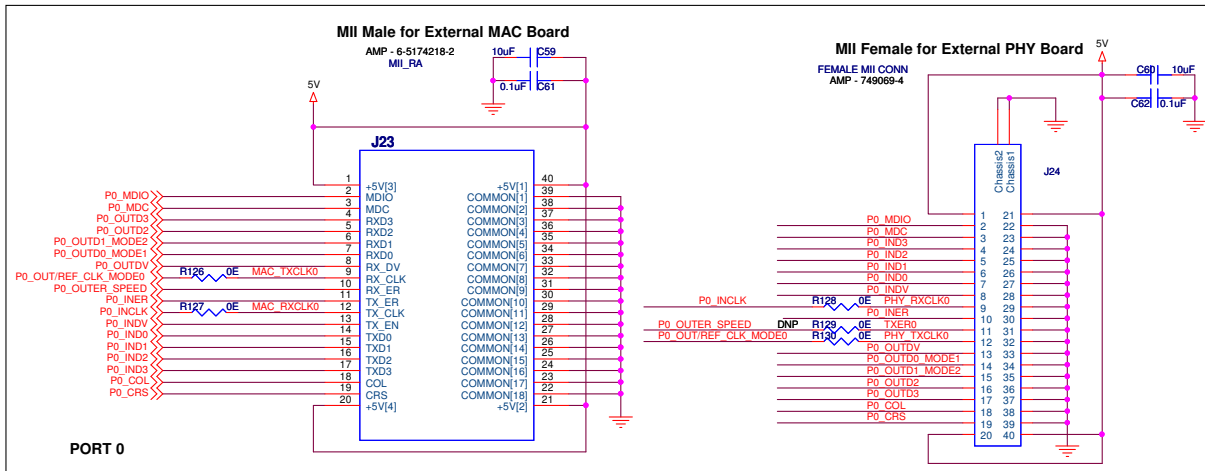 MII Male for External MAC Board
AMP - 6-5174218-2
MII_RA
10uF
C59
0.1uF
C61
5V
J23
1
+5V[3]
+5V[1]
40
P0_MDIO
2
MDIO
COMMON[1]
39
P0_MDC
3
MDC
COMMON[2]
38
P0_OUTD3
4
RXD3
COMMON[3]
37
P0_OUTD2
5
RXD2
COMMON[4]
36
P0_OUTD1_MODE2
6
RXD1
COMMON[5]
35
P0_OUTD0_MODE1
7
RXD0
COMMON[6]
34
P0_OUTDV
8
RX_DV
COMMON[7]
33
P0_OUT/REF_CLK_MODE0
R126
0E
MAC_TXCLK0
9
RX_CLK
COMMON[8]
32
P0_OUTER_SPEED
10
RX_ER
COMMON[9]
31
P0_INER
11
TX_ER
COMMON[10]
30
P0_INCLK
R127
0E
MAC_RXCLK0
12
TX_CLK
COMMON[11]
29
P0_INDV
13
TX_EN
COMMON[12]
28
P0_IND0
14
TXD0
COMMON[13]
27
P0_IND1
15
TXD1
COMMON[14]
26
P0_IND2
16
TXD2
COMMON[15]
25
P0_IND3
17
TXD3
COMMON[16]
24
P0_COL
18
COL
COMMON[17]
23
P0_CRS
19
CRS
COMMON[18]
22
20
+5V[4]
+5V[2]
21
PORT 0
MII Female for External PHY Board
FEMALE MII CONN
AMP - 749069-4
5V
C60
10uF
C62
0.1uF
Chassis2
Chassis1
J24
1
21
P0_MDIO
2
22
P0_MDC
3
23
P0_IND3
4
24
P0_IND2
5
25
P0_IND1
6
26
P0_IND0
7
27
P0_INDV
8
28
P0_INCLK
R128
0E
PHY_RXCLK0
9
29
P0_INER
10
30
P0_OUTER_SPEED
DNP
R129
0E
TXER0
11
31
P0_OUT/REF_CLK_MODE0
R130
0E
PHY_TXCLK0
12
32
P0_OUTDV
13
33
P0_OUTD0_MODE1
14
34
P0_OUTD1_MODE2
15
35
P0_OUTD2
16
36
P0_OUTD3
17
37
P0_COL
18
38
P0_CRS
19
39
20
40